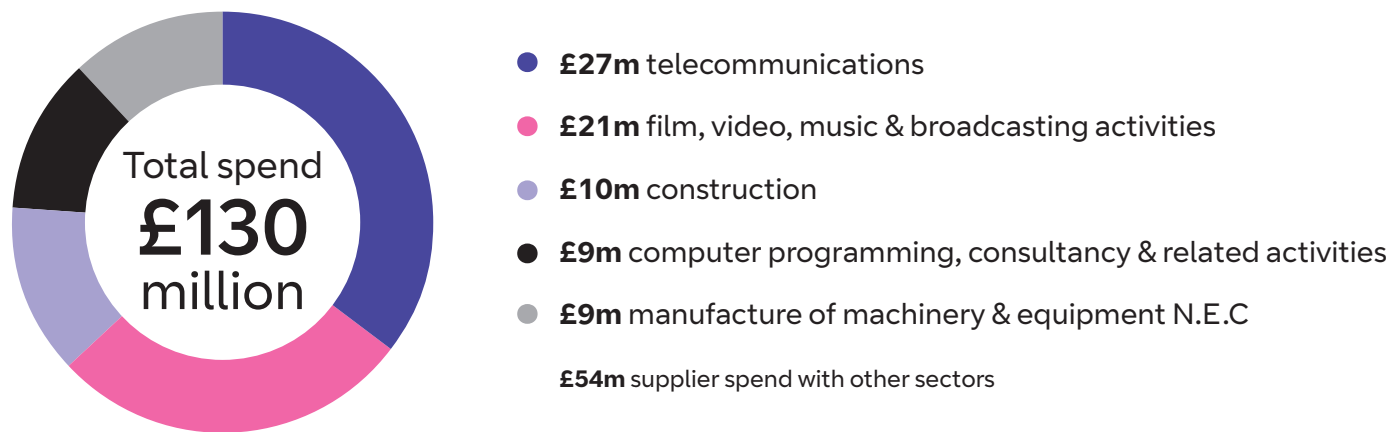 Total spend
£130
million
£27m telecommunications
£21m film, video, music & broadcasting activities
£10m construction
£9m computer programming, consultancy & related activities
£9m manufacture of machinery & equipment N.E.C
£54m supplier spend with other sectors